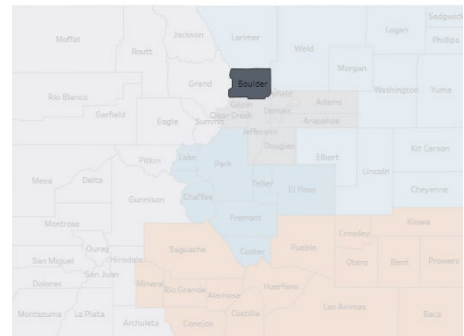 Moffat
Routt
Jackson
Larimer
Weld
Logan
Sedgwick
Phillips
Morgan
Rio Blanco
Grand
Boulder
Washington
Yuma
Garfield
Eagle
Summit
Gilpin
Clear Creek
Denver
Adams
Arapahoe
Jefferson
Douglas
Elbert
Kit Carson
Lincoln
Pitkin
Lake
Park
Mesa
Delta
Gunnison
Chaffee
Teller
El Paso
Cheyenne
Fremont
Montrose
Ouray
Saguache
Custer
Pueblo
Crowley
Kiowa
San Miguel
Hinsdale
Otero
Bent
Prowers
San Juan
Dolores
Mineral
Rio Grande
Alamosa
Huerfano
Las Animas
Montezuma
La Plata
Archuleta
Conejos
Costilla
Baca